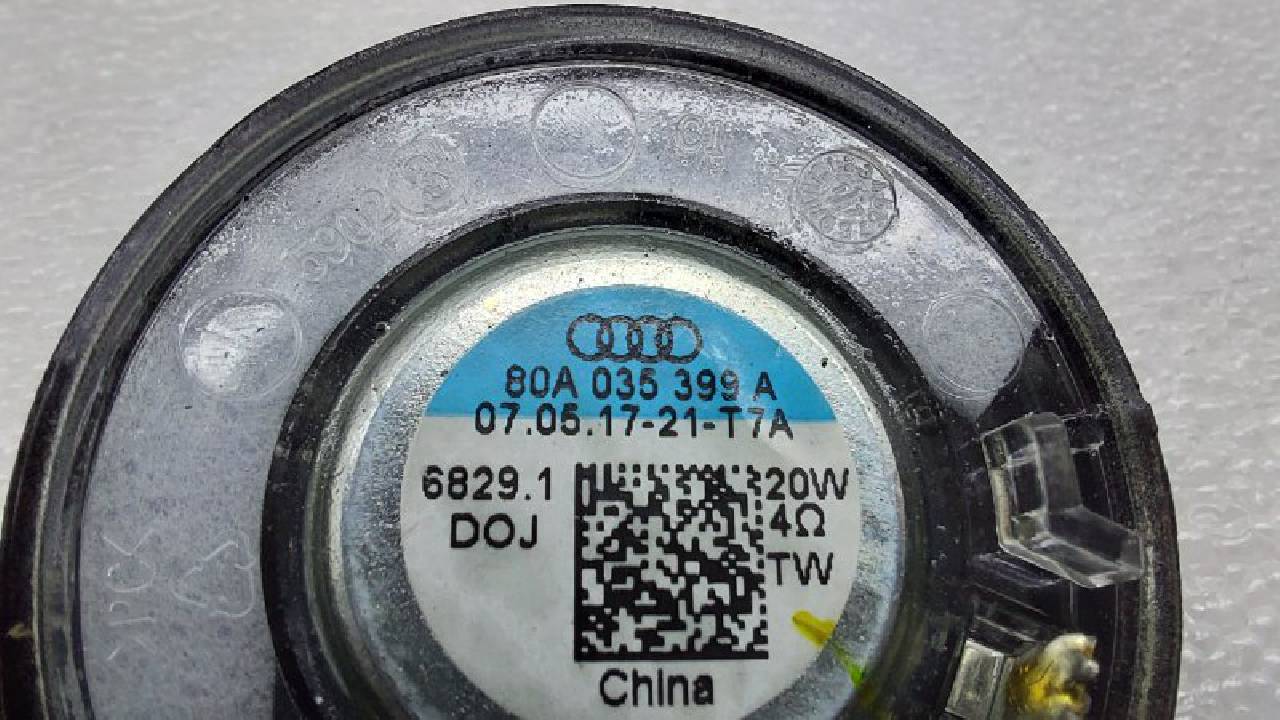 80A 035 399 A
07.05.17-21-T7A
6829.1
DOJ
20W
4Ω
TW
China